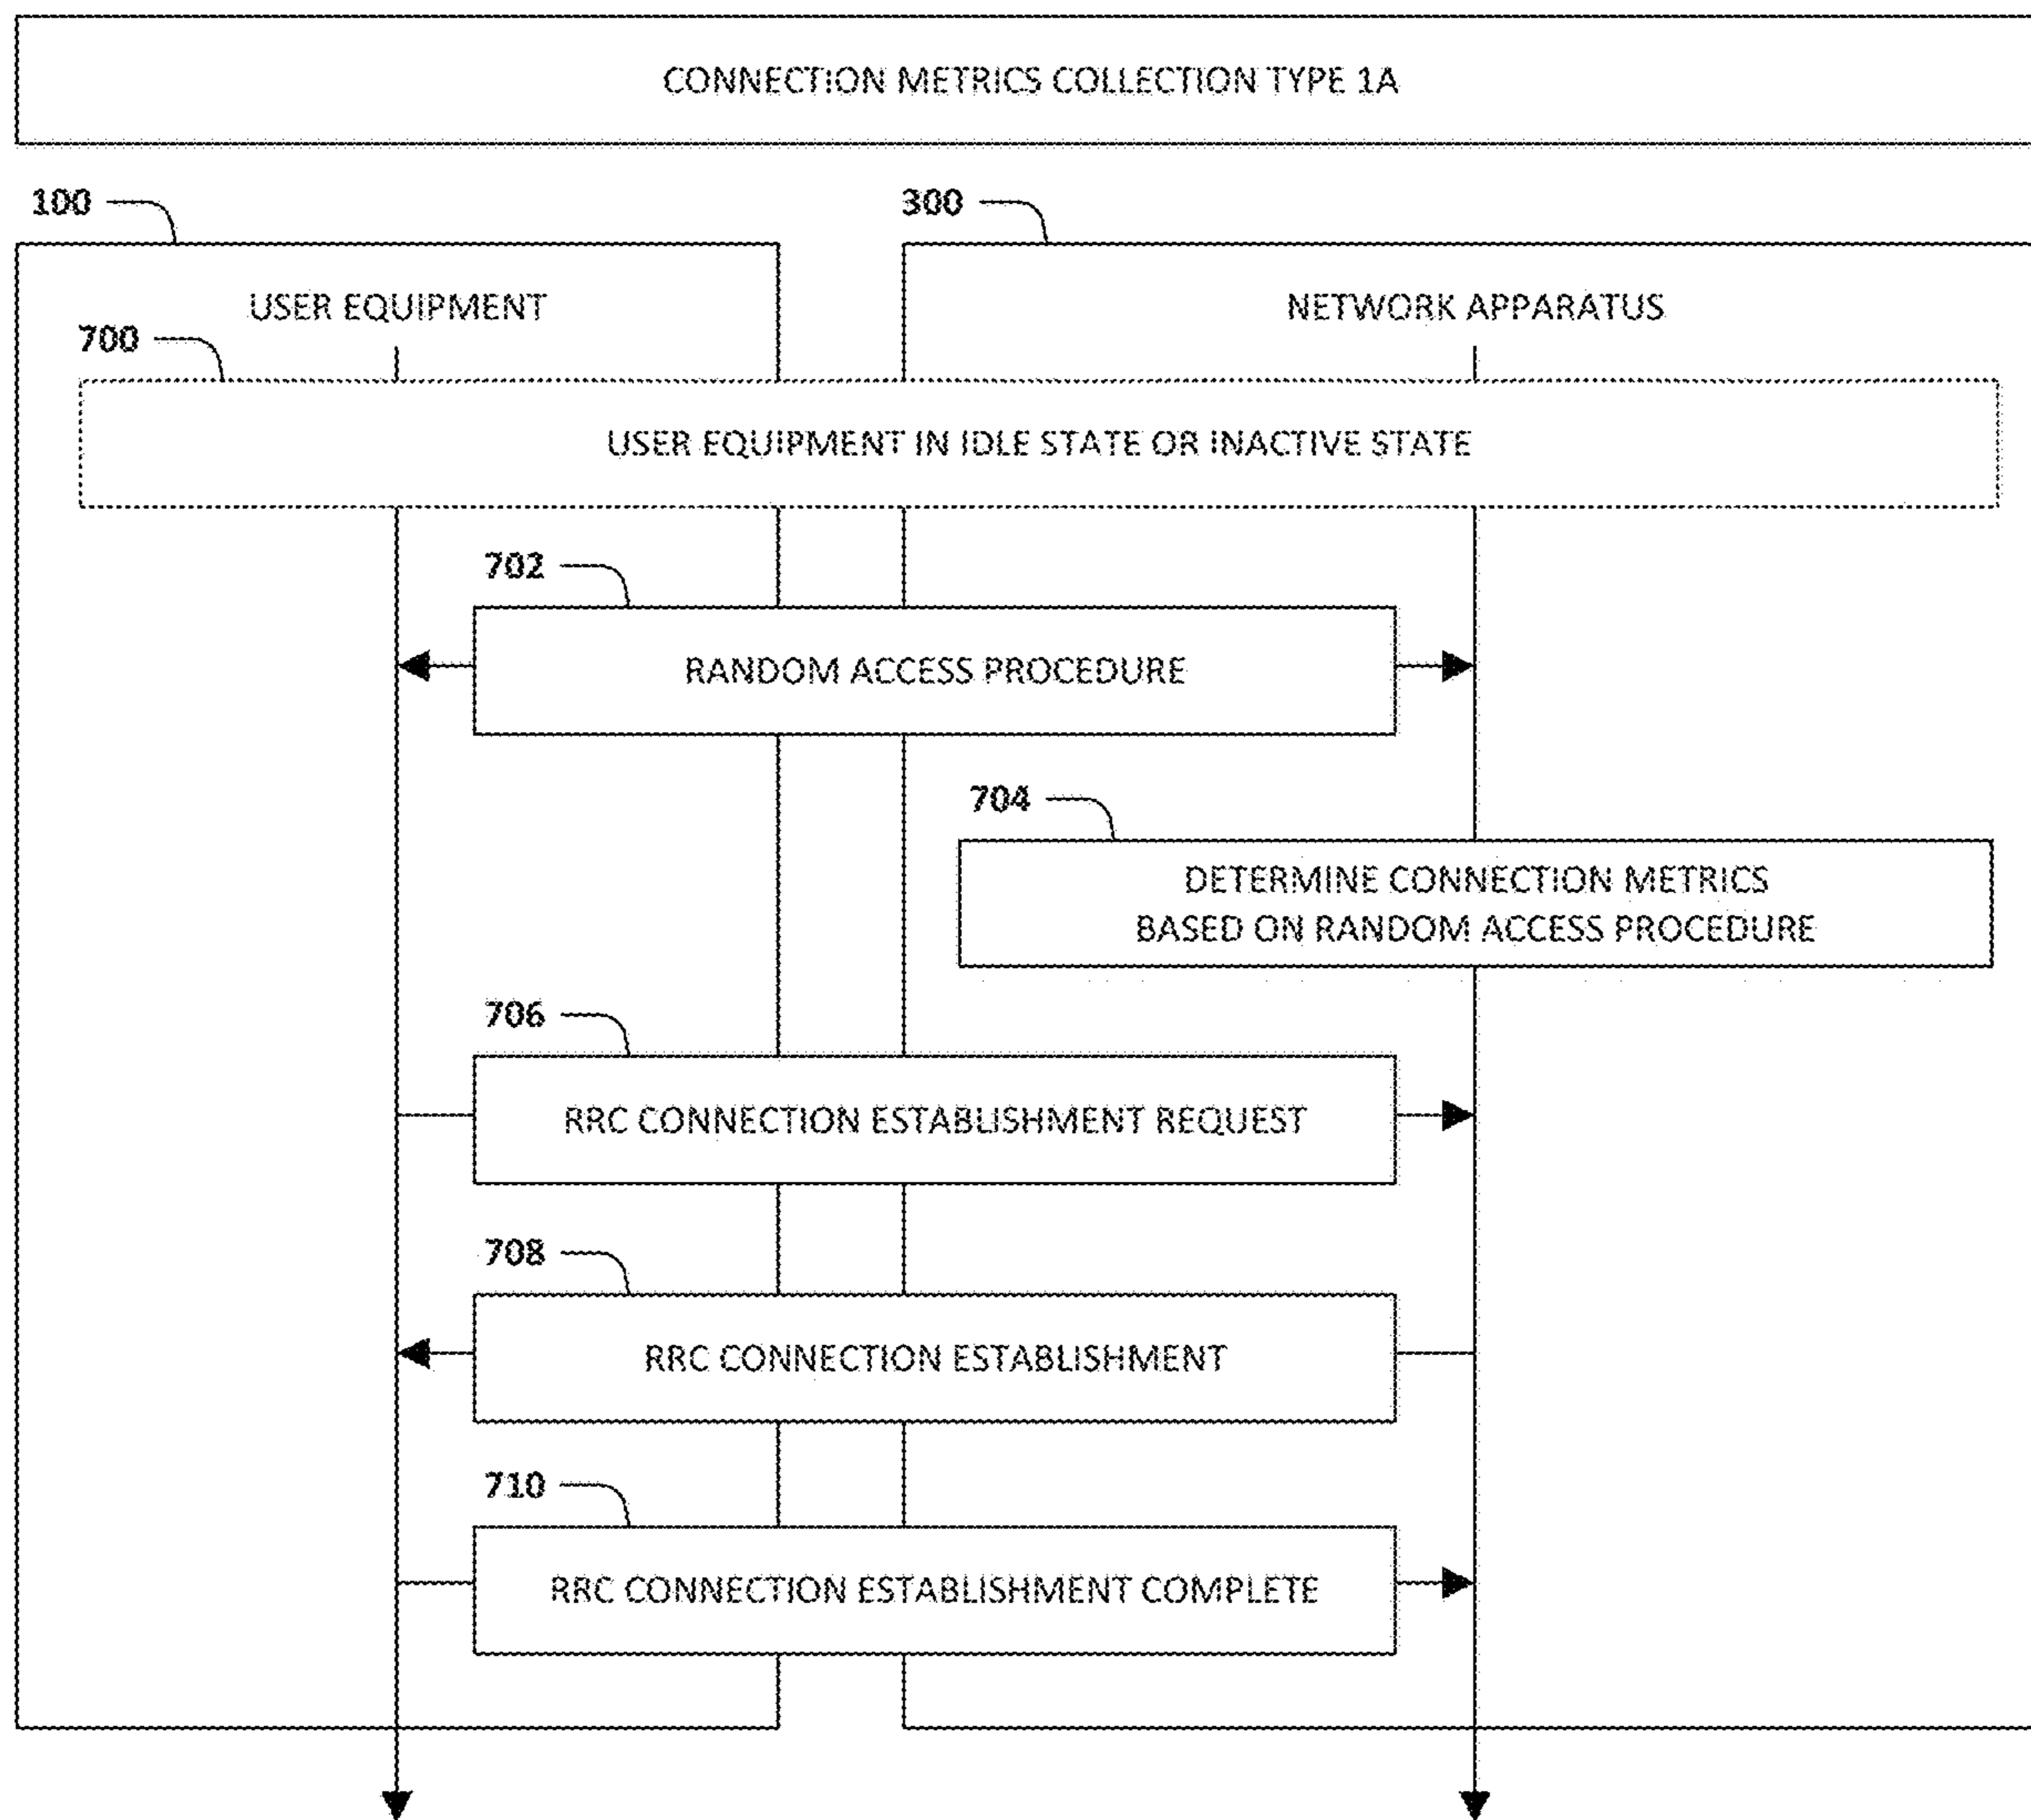 CONNECTION METRICS COLLECTION TYPE 1A
100
300
USER EQUIPMENT
NETWORK APPARATUS
700
USER EQUIPMENT IN IDLE STATE OR INACTIVE STATE
702
RANDOM ACCESS PROCEDURE
704
DETERMINE CONNECTION METRICS
BASED ON RANDOM ACCESS PROCEDURE
706
RRC CONNECTION ESTABLISHMENT REQUEST
708
RRC CONNECTION ESTABLISHMENT
710
RRC CONNECTION ESTABLISHMENT COMPLETE